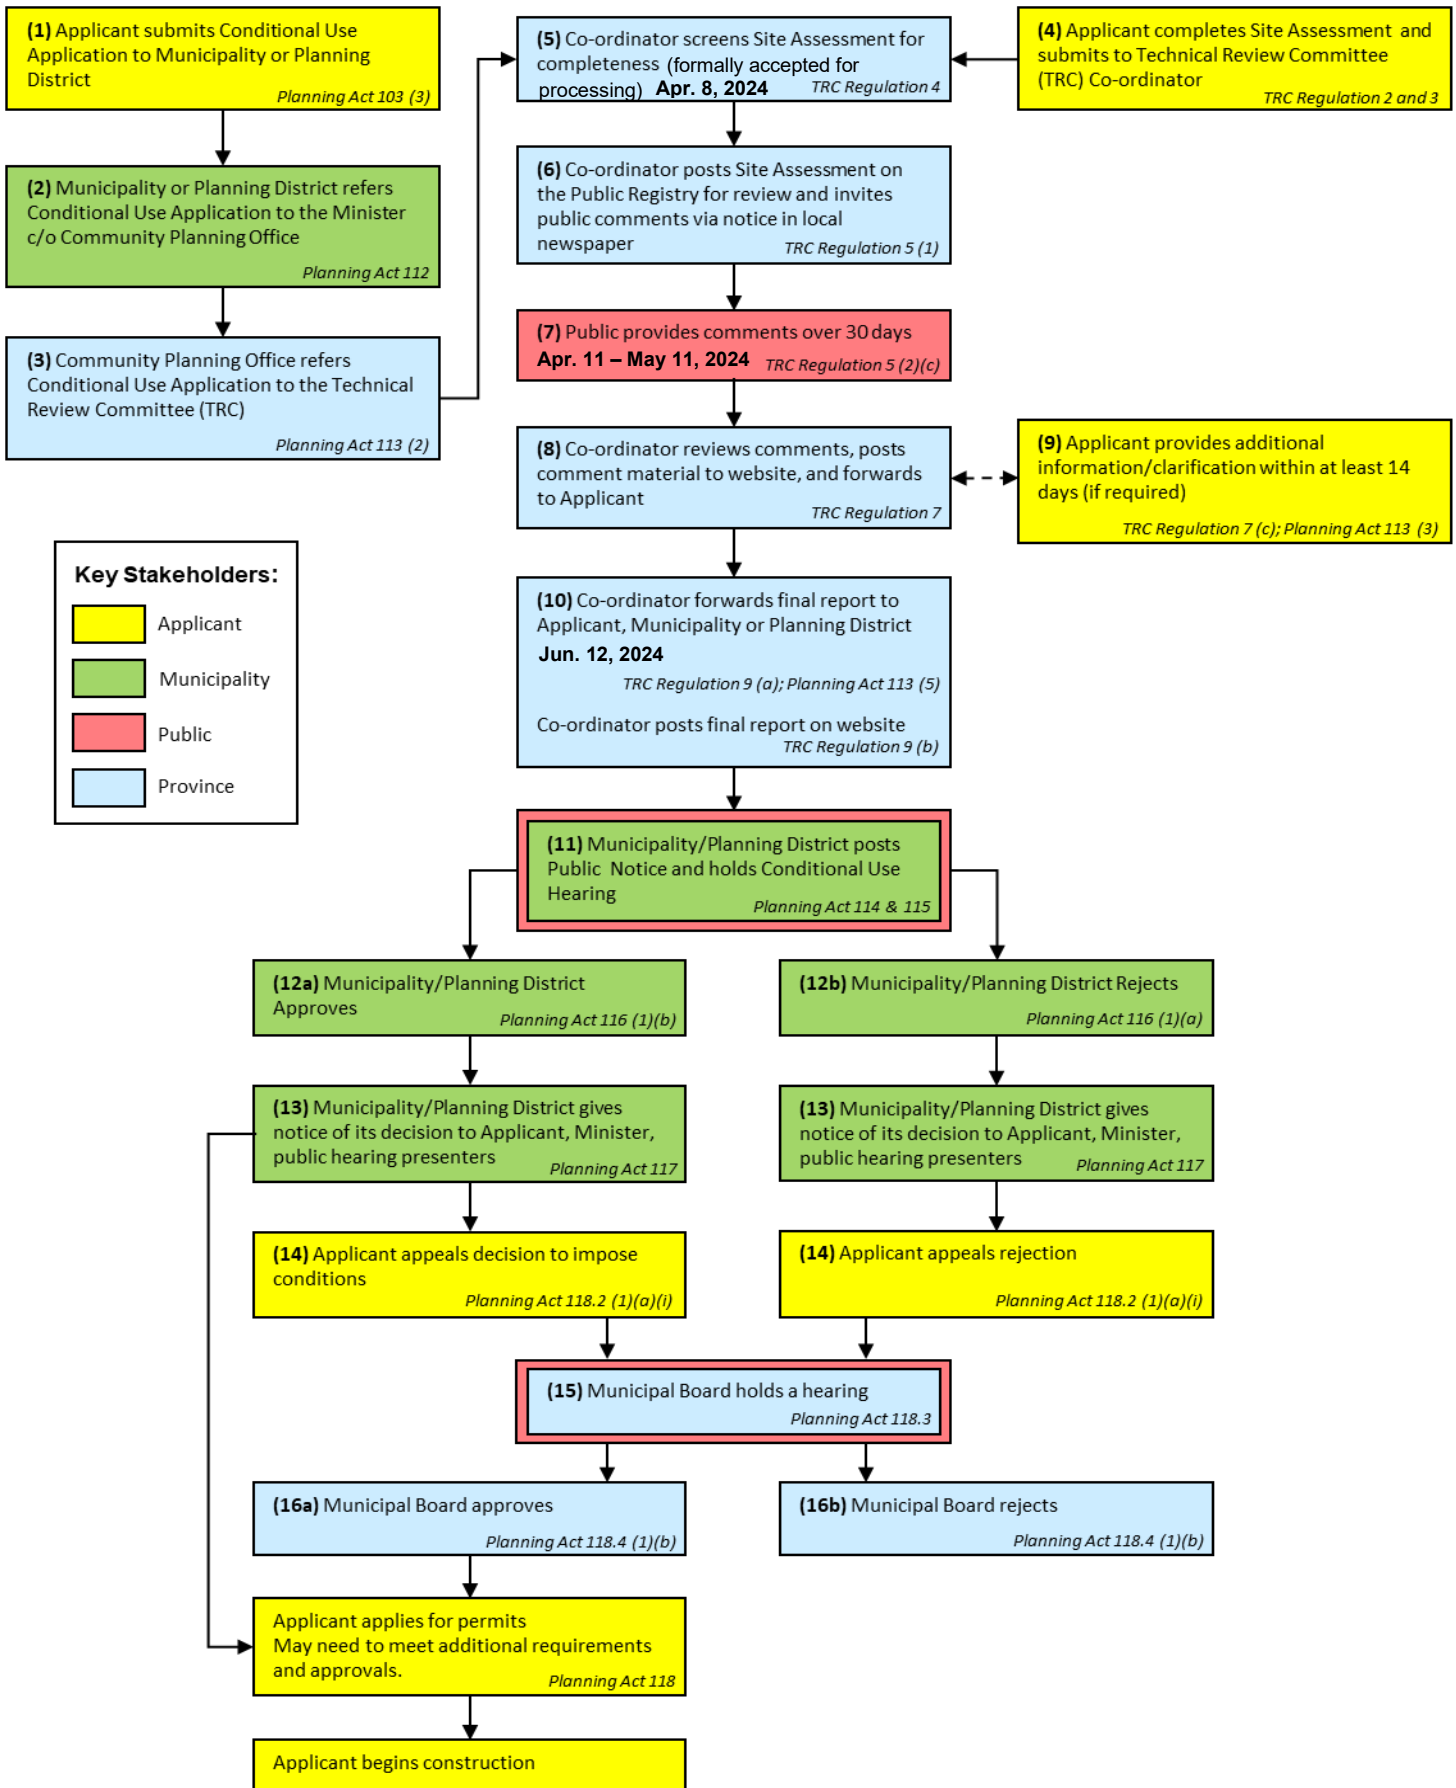 (1) Applicant submits Conditional Use
Application to Municipality or Planning
District
Planning Act 103 (3)
(2) Municipality or Planning District refers
Conditional Use Application to the Minister
c/o Community Planning Office
Planning Act 112
(3) Community Planning Office refers
Conditional Use Application to the Technical
Review Committee (TRC)
Planning Act 113 (2)
(4) Applicant completes Site Assessment and
submits to Technical Review Committee
(TRC) Co-ordinator
TRC Regulation 2 and 3
(5) Co-ordinator screens Site Assessment for
completeness (formally accepted for
processing) Apr. 8, 2024 TRC Regulation 4
(6) Co-ordinator posts Site Assessment on
the Public Registry for review and invites
public comments via notice in local
newspaper
TRC Regulation 5 (1)
(7) Public provides comments over 30 days
Apr. 11 – May 11, 2024 TRC Regulation 5 (2)(c)
(8) Co-ordinator reviews comments, posts
comment material to website, and forwards
to Applicant
TRC Regulation 7
(9) Applicant provides additional
information/clarification within at least 14
days (if required)
TRC Regulation 7 (c); Planning Act 113 (3)
Key Stakeholders:
Applicant
Municipality
Public
Province
(10) Co-ordinator forwards final report to
Applicant, Municipality or Planning District
Jun. 12, 2024
TRC Regulation 9 (a); Planning Act 113 (5)
Co-ordinator posts final report on website
TRC Regulation 9 (b)
(11) Municipality/Planning District posts
Public Notice and holds Conditional Use
Hearing
Planning Act 114 & 115
(12a) Municipality/Planning District
Approves
Planning Act 116 (1)(b)
(12b) Municipality/Planning District Rejects
Planning Act 116 (1)(a)
(13) Municipality/Planning District gives
notice of its decision to Applicant, Minister,
public hearing presenters
Planning Act 117
(13) Municipality/Planning District gives
notice of its decision to Applicant, Minister,
public hearing presenters
Planning Act 117
(14) Applicant appeals decision to impose
conditions
Planning Act 118.2 (1)(a)(i)
(14) Applicant appeals rejection
Planning Act 118.2 (1)(a)(i)
(15) Municipal Board holds a hearing
Planning Act 118.3
(16a) Municipal Board approves
Planning Act 118.4 (1)(b)
(16b) Municipal Board rejects
Planning Act 118.4 (1)(b)
Applicant applies for permits
May need to meet additional requirements
and approvals.
Planning Act 118
Applicant begins construction